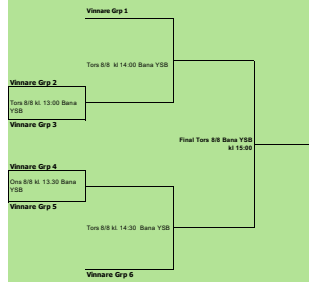 Vinnare Grp 1
Tors 8/8 kl 14:00 Bana YSB
Vinnare Grp 2
Tors 8/8 kl. 13:00 Bana
YSB
Vinnare Grp 3
Final Tors 8/8 Bana YSB
kl 15:00
Vinnare Grp 4
Ons 8/8 kl. 13.30 Bana
YSB
Vinnare Grp 5
Tors 8/8 kl. 14:30 Bana YSB
Vinnare Grp 6